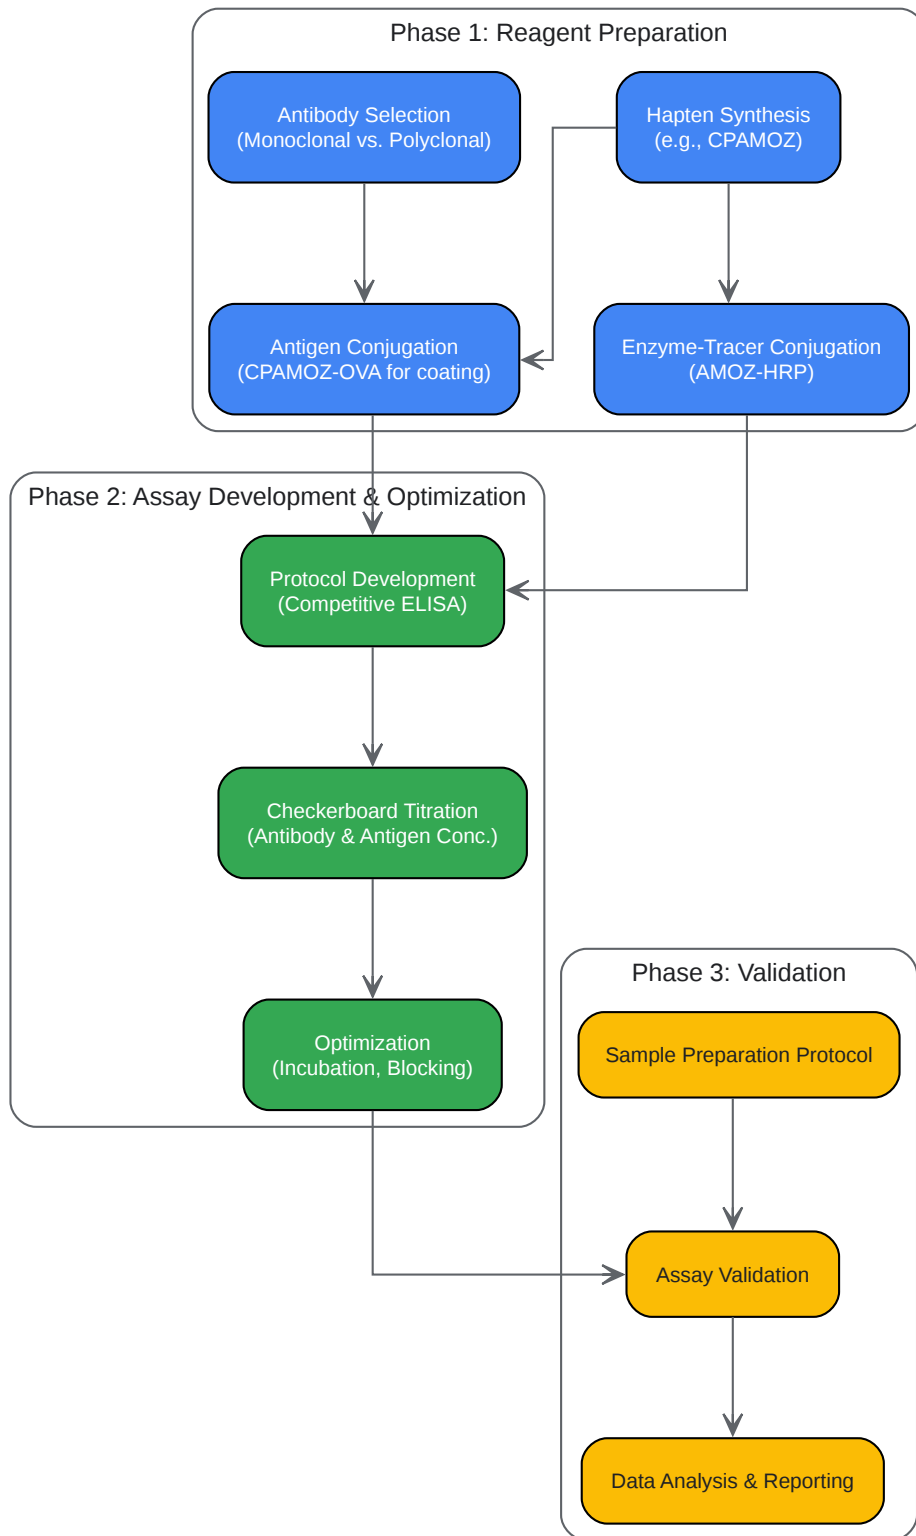 Phase 1: Reagent Preparation
Antibody Selection
(Monoclonal vs. Polyclonal)
Hapten Synthesis
(e.g., CPAMOZ)
Antigen Conjugation
(CPAMOZ-OVA for coating)
Enzyme-Tracer Conjugation
(AMOZ-HRP)
Phase 2: Assay Development & Optimization
Protocol Development
(Competitive ELISA)
Checkerboard Titration
(Antibody & Antigen Conc.)
Optimization
(Incubation, Blocking)
Phase 3: Validation
Sample Preparation Protocol
Assay Validation
Data Analysis & Reporting